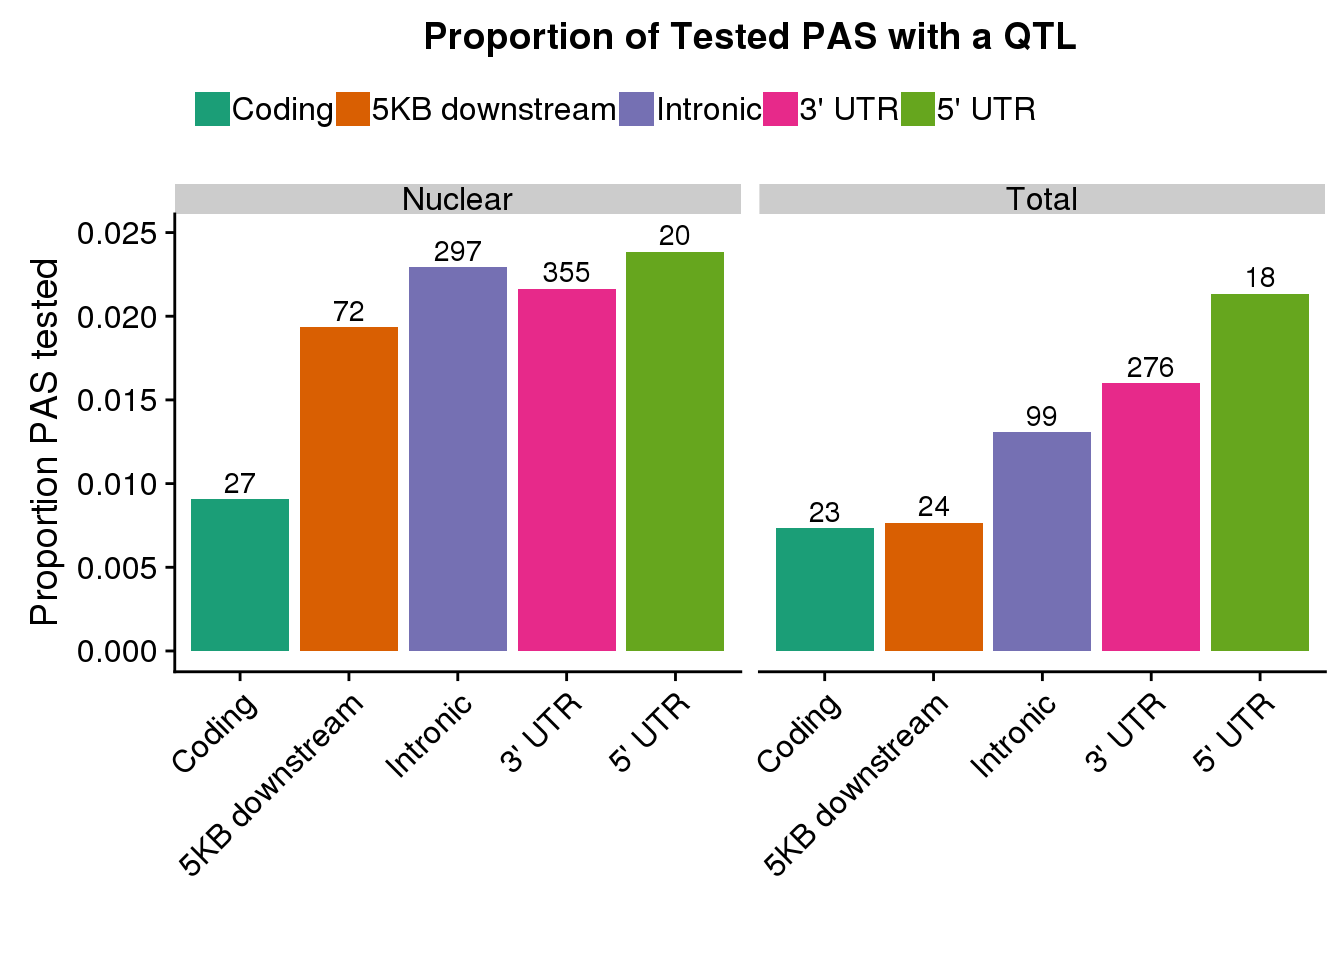 Proportion of Tested PAS with a QTL
Coding 5KB downstream Intronic 3' UTR 5' UTR
Nuclear Total
Proportion PAS tested
0.025
0.020
0.015
0.010
0.005
0.000
27 72 297 355 20
23 24 99 276 18
Coding 5KB downstream Intronic 3' UTR 5' UTR
Coding 5KB downstream Intronic 3' UTR 5' UTR